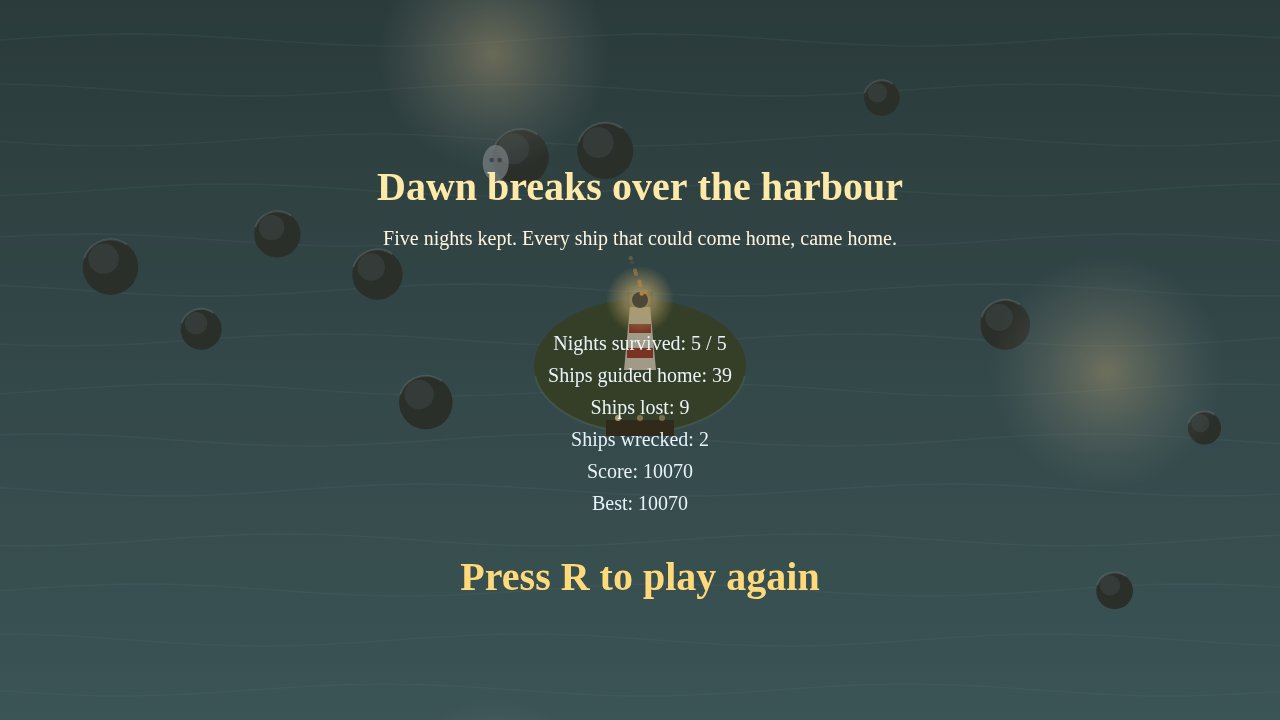 Dawn breaks over the harbour
Five nights kept. Every ship that could come home, came home.
Nights survived: 5 / 5
Ships guided home: 39
Ships lost: 9
Ships wrecked: 2
Score: 10070
Best: 10070
Press R to play again